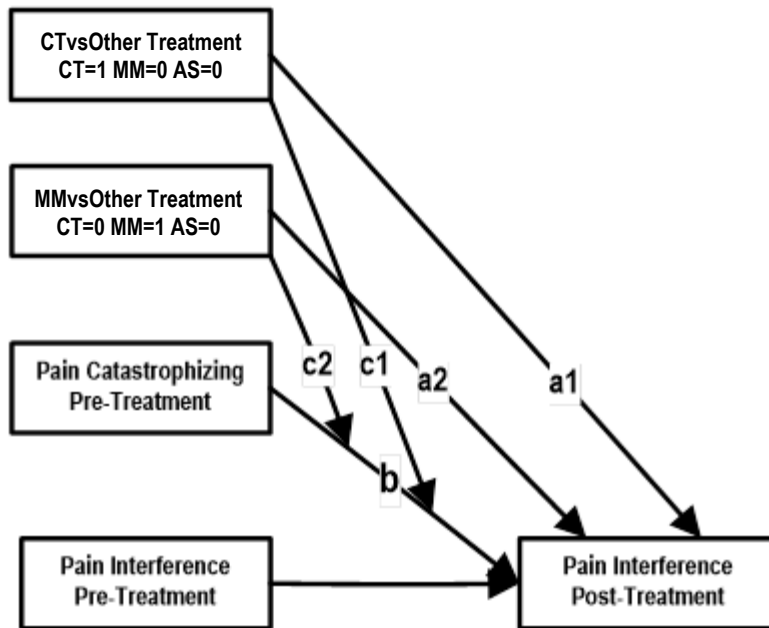 CTvsOther Treatment
CT=1 MM=0 AS=0
MMvsOther Treatment
CT=0 MM=1 AS=0
Pain Catastrophizing
Pre-Treatment
c2
c1
a2
a1
b
Pain Interference
Pre-Treatment
Pain Interference
Post-Treatment